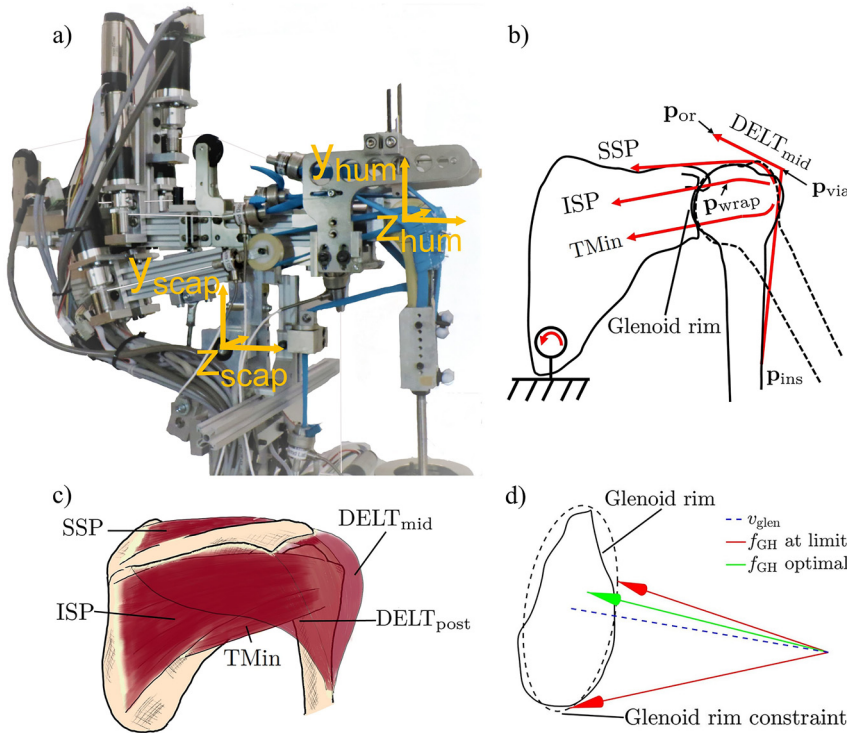 a)
y_hum
z_hum
y_scap
z_scap
b)
p_or
DELT_mid
SSP
p_via
ISP
p_wrap
TMin
Glenoid rim
p_ins
c)
SSP
DELT_mid
ISP
DELT_post
TMin
d)
Glenoid rim
v_glen
f_GH at limit
f_GH optimal
Glenoid rim constraint